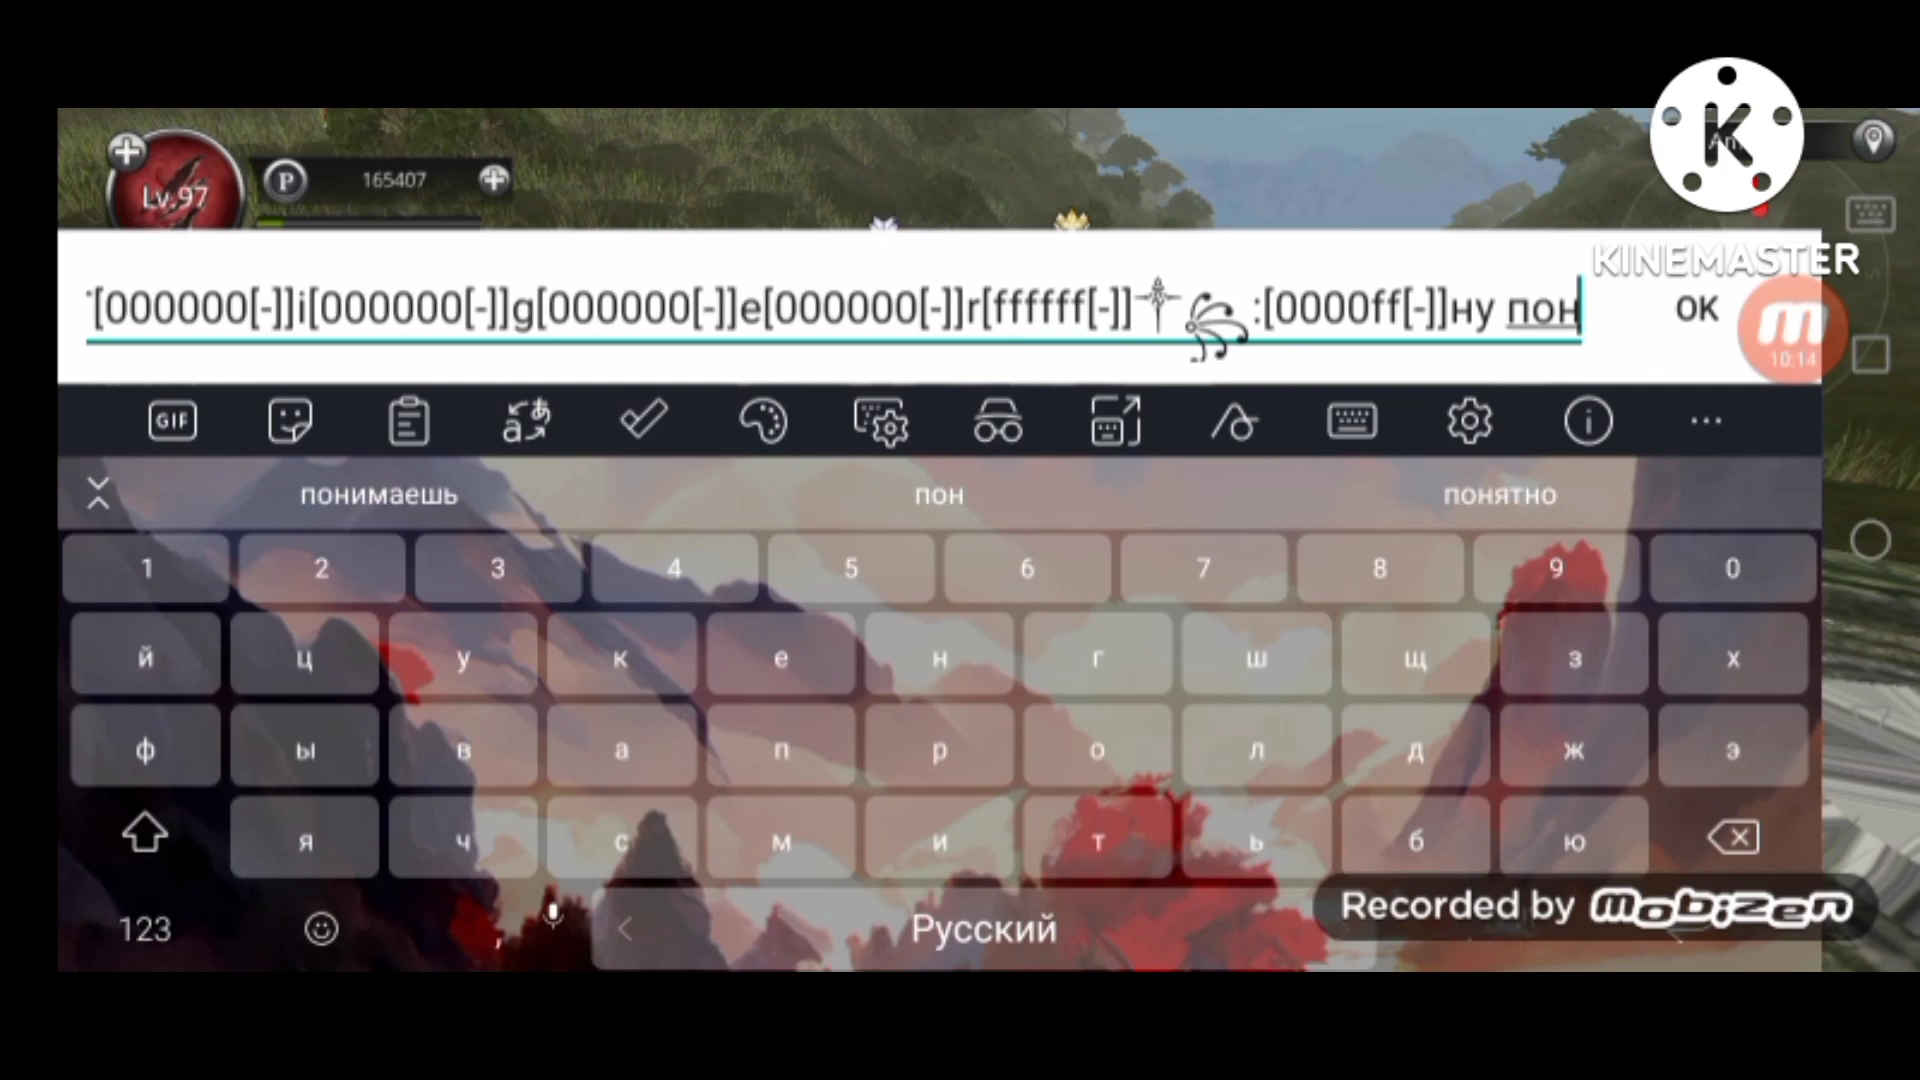 Lv.97
P
165407
K
KINEMASTER
[000000[-]]i[000000[-]]g[000000[-]]e[000000[-]]r[ffffff[-]] :[0000ff[-]]ну пон
OK
m
10:14
GIF
понимаешь пон понятно
1 2 3 4 5 6 7 8 9 0
й ц у к е н г ш щ з х
ф ы в а п р о л д ж э
я ч с м и т ь б ю
123 , Русский
Recorded by Mobizen